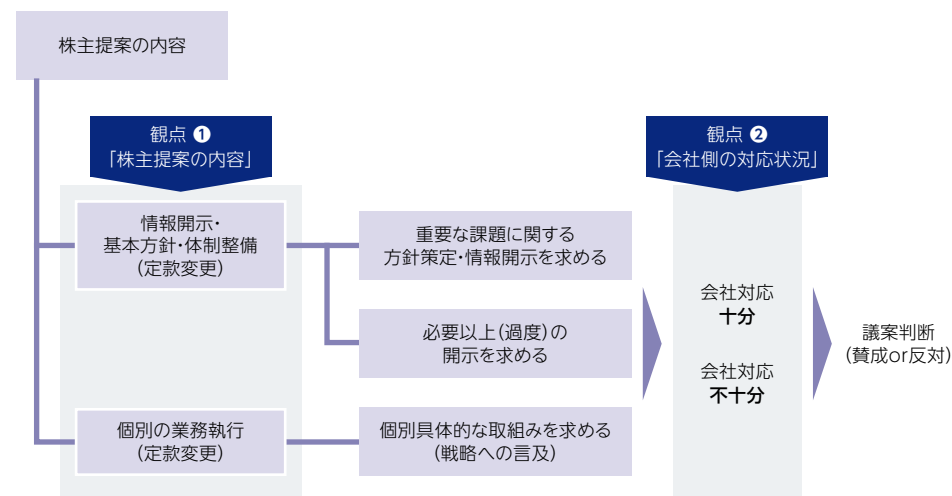 株主提案の内容
観点 ❶
「株主提案の内容」
観点 ❷
「会社側の対応状況」
情報開示・
基本方針・体制整備
(定款変更)
重要な課題に関する
方針策定・情報開示を求める
必要以上(過度)の
開示を求める
個別の業務執行
(定款変更)
個別具体的な取組みを求める
(戦略への言及)
会社対応
十分
会社対応
不十分
議案判断
(賛成or反対)